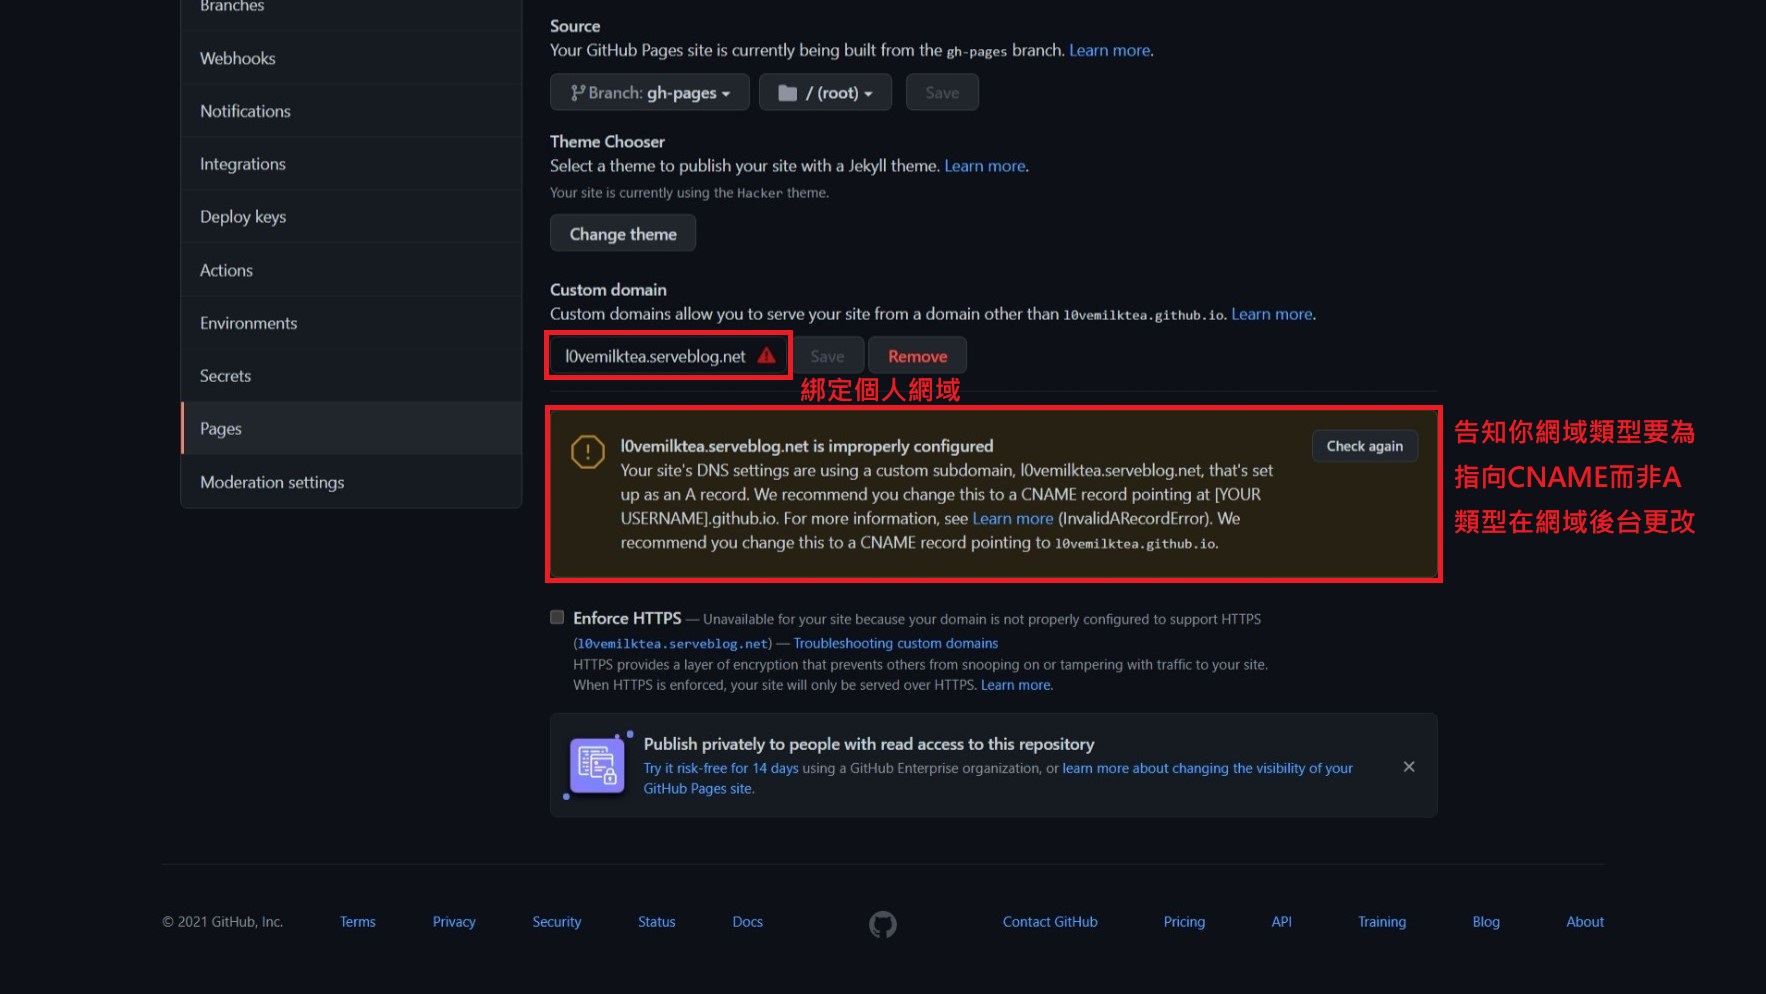 Branches
Webhooks
Notifications
Integrations
Deploy keys
Actions
Environments
Secrets
Pages
Moderation settings
Source
Your GitHub Pages site is currently being built from the gh-pages branch. Learn more.
Branch: gh-pages
/ (root)
Save
Theme Chooser
Select a theme to publish your site with a Jekyll theme. Learn more.
Your site is currently using the Hacker theme.
Change theme
Custom domain
Custom domains allow you to serve your site from a domain other than l0vemilktea.github.io. Learn more.
l0vemilktea.serveblog.net
Save
Remove
綁定個人網域
l0vemilktea.serveblog.net is improperly configured
Your site's DNS settings are using a custom subdomain, l0vemilktea.serveblog.net, that's set
up as an A record. We recommend you change this to a CNAME record pointing at [YOUR
USERNAME].github.io. For more information, see Learn more (InvalidARecordError). We
recommend you change this to a CNAME record pointing to l0vemilktea.github.io.
Check again
告知你網域類型要為
指向CNAME而非A
類型在網域後台更改
Enforce HTTPS — Unavailable for your site because your domain is not properly configured to support HTTPS
(l0vemilktea.serveblog.net) — Troubleshooting custom domains
HTTPS provides a layer of encryption that prevents others from snooping on or tampering with traffic to your site.
When HTTPS is enforced, your site will only be served over HTTPS. Learn more.
Publish privately to people with read access to this repository
Try it risk-free for 14 days using a GitHub Enterprise organization, or learn more about changing the visibility of your
GitHub Pages site.
© 2021 GitHub, Inc.
Terms
Privacy
Security
Status
Docs
Contact GitHub
Pricing
API
Training
Blog
About